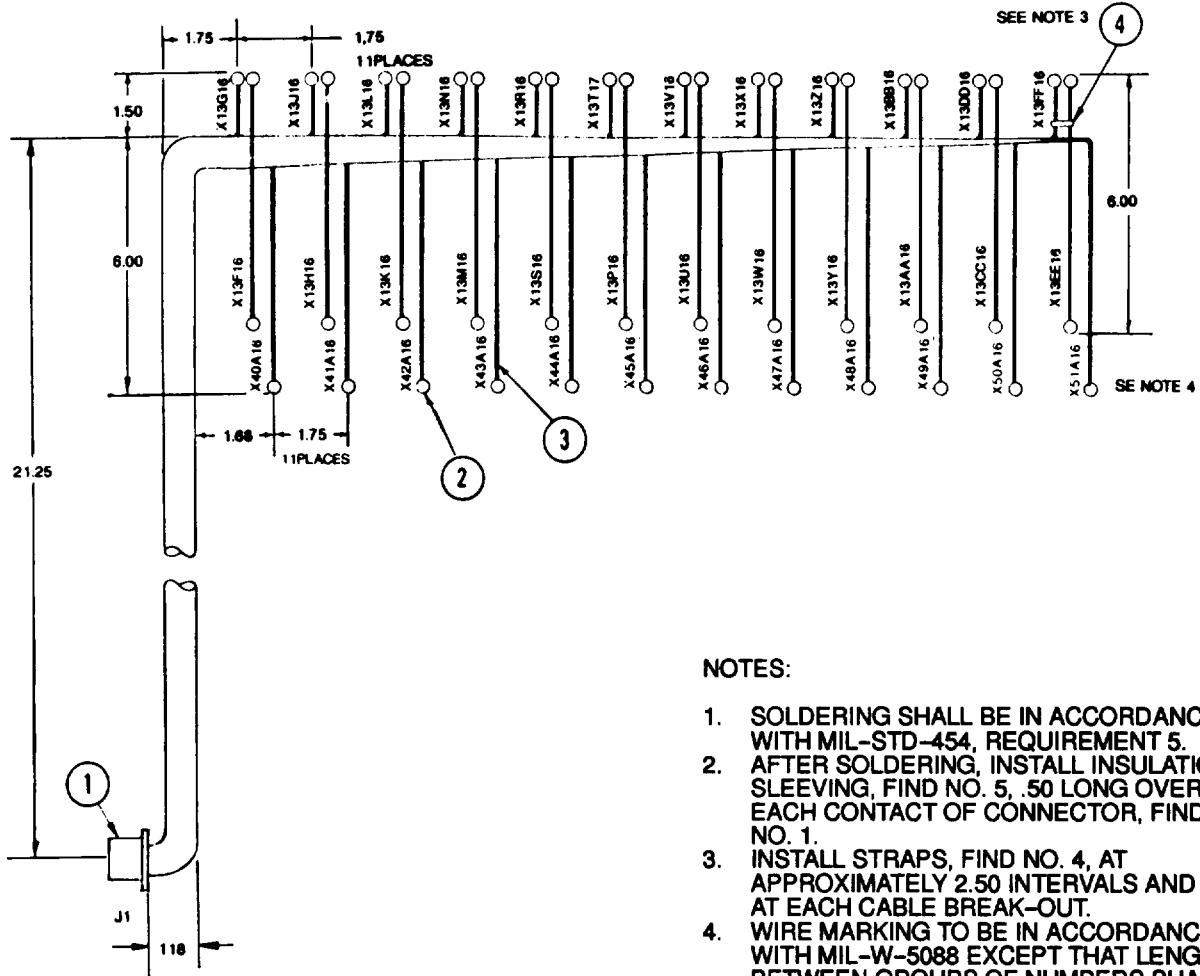 SEE NOTE 3
4
1.75
1,75
11PLACES
1.50
X13G16
X13J16
X13L16
X13N16
X13R16
X13T17
X13V16
X13X16
X13Z16
X13BB16
X13DD16
X13FF16
6.00
6.00
X13F16
X13H16
X13K16
X13M16
X13S16
X13P16
X13U16
X13W16
X13Y16
X13AA16
X13CC16
X13EE16
X40A16
X41A16
X42A16
X43A16
X44A16
X45A16
X46A16
X47A16
X48A16
X49A16
X50A16
X51A16
SE NOTE 4
1.68
1.75
11PLACES
3
2
21.25
1
J1
118
NOTES:
1. SOLDERING SHALL BE IN ACCORDANC
WITH MIL-STD-454, REQUIREMENT 5.
2. AFTER SOLDERING, INSTALL INSULATI
SLEEVING, FIND NO. 5, .50 LONG OVER
EACH CONTACT OF CONNECTOR, FIND
NO. 1.
3. INSTALL STRAPS, FIND NO. 4, AT
APPROXIMATELY 2.50 INTERVALS AND
AT EACH CABLE BREAK-OUT.
4. WIRE MARKING TO BE IN ACCORDANC
WITH MIL-W-5088 EXCEPT THAT LENG